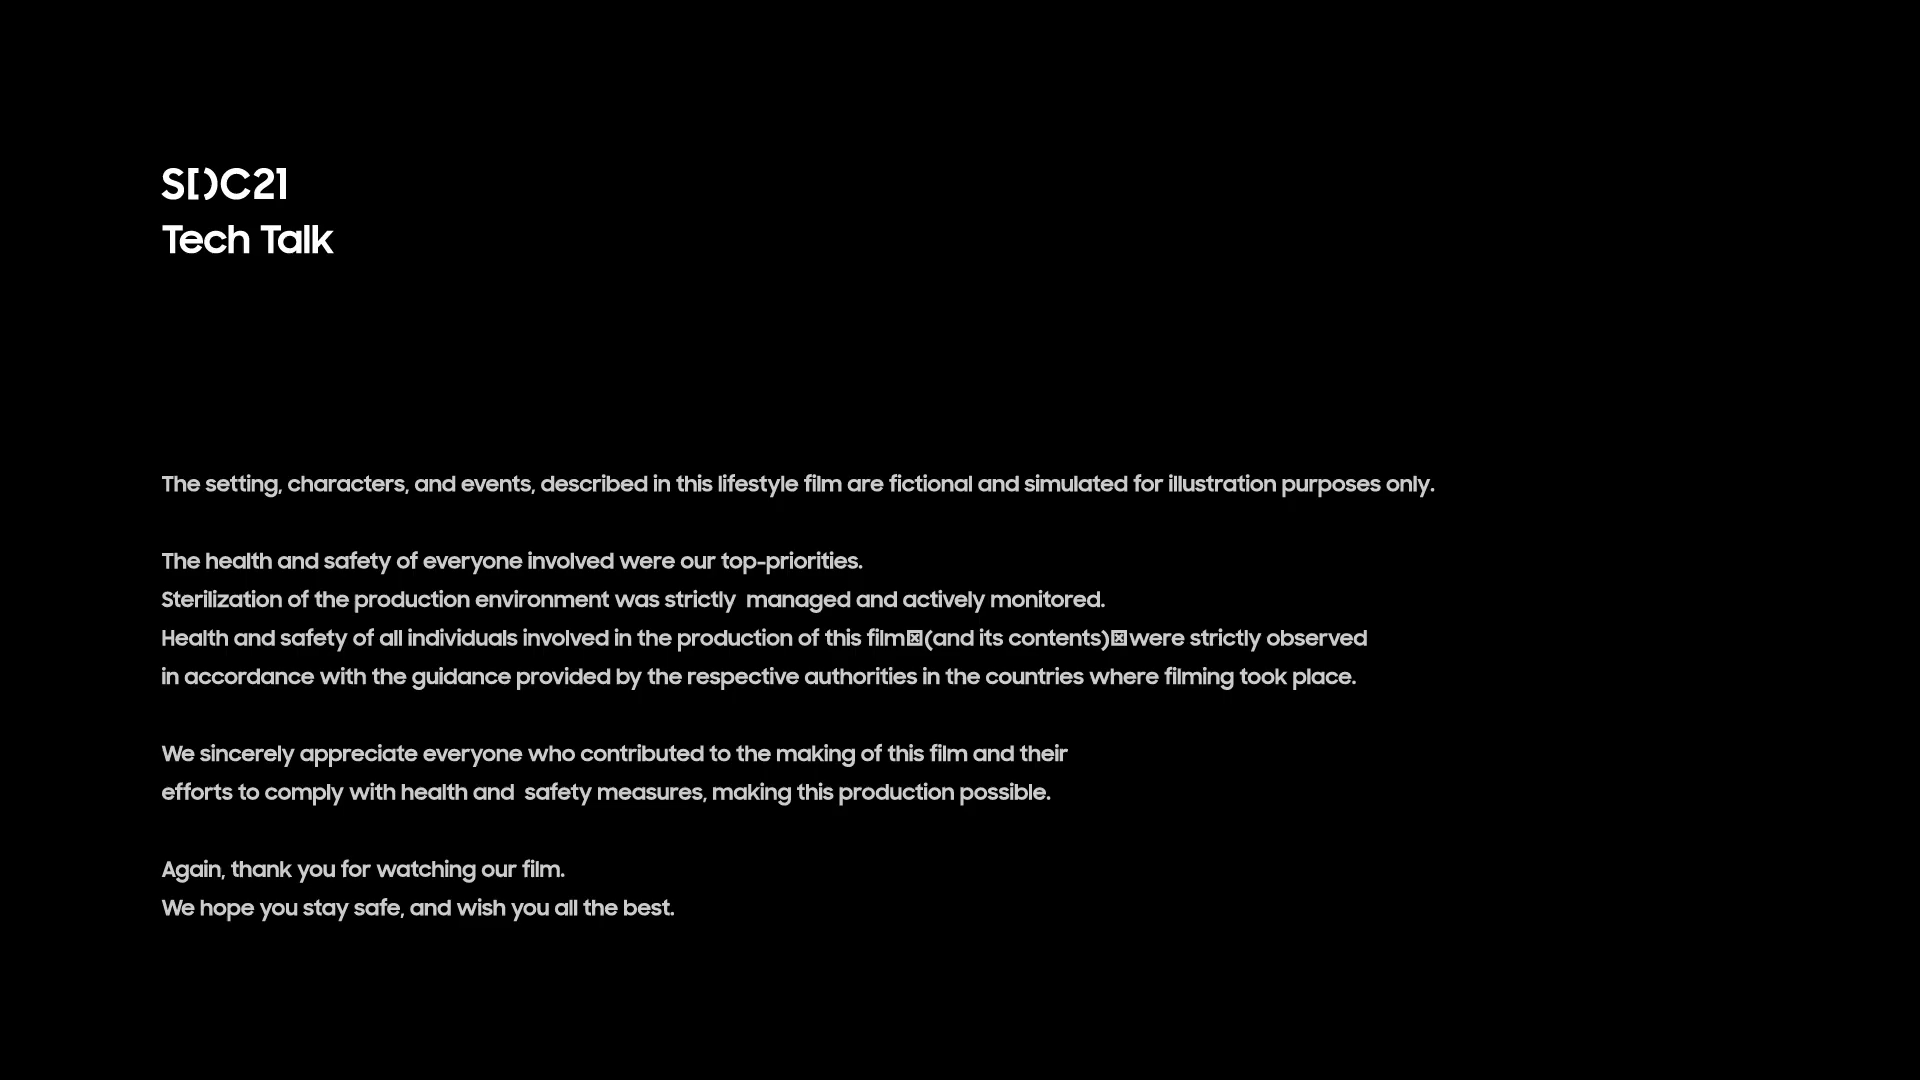 SDC21
Tech Talk
The setting, characters, and events, described in this lifestyle film are fictional and simulated for illustration purposes only.
The health and safety of everyone involved were our top-priorities.
Sterilization of the production environment was strictly  managed and actively monitored.
Health and safety of all individuals involved in the production of this film☒(and its contents)☒were strictly observed
in accordance with the guidance provided by the respective authorities in the countries where filming took place.
We sincerely appreciate everyone who contributed to the making of this film and their
efforts to comply with health and  safety measures, making this production possible.
Again, thank you for watching our film.
We hope you stay safe, and wish you all the best.